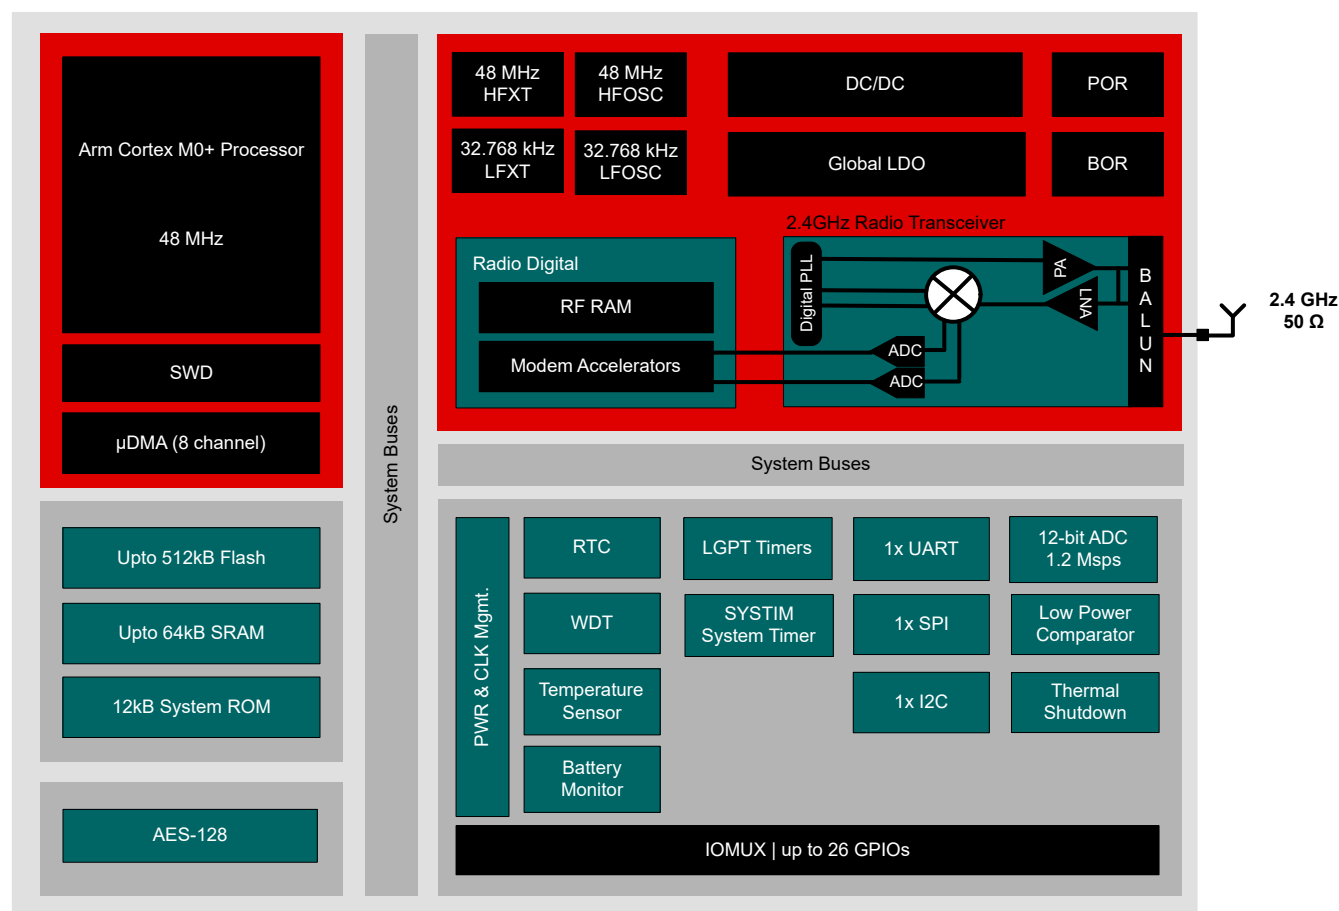 Arm Cortex M0+ Processor
48 MHz
SWD
µDMA (8 channel)
Upto 512kB Flash
Upto 64kB SRAM
12kB System ROM
AES-128
System Buses
48 MHz
HFXT
48 MHz
HFOSC
DC/DC
POR
32.768 kHz
LFXT
32.768 kHz
LFOSC
Global LDO
BOR
2.4GHz Radio Transceiver
Radio Digital
RF RAM
Modem Accelerators
Digital PLL
PA
LNA
ADC
ADC
BALUN
2.4 GHz
50 Ω
System Buses
PWR & CLK Mgmt.
RTC
LGPT Timers
1x UART
12-bit ADC
1.2 Msps
WDT
SYSTIM
System Timer
1x SPI
Low Power
Comparator
Temperature
Sensor
1x I2C
Thermal
Shutdown
Battery
Monitor
IOMUX | up to 26 GPIOs